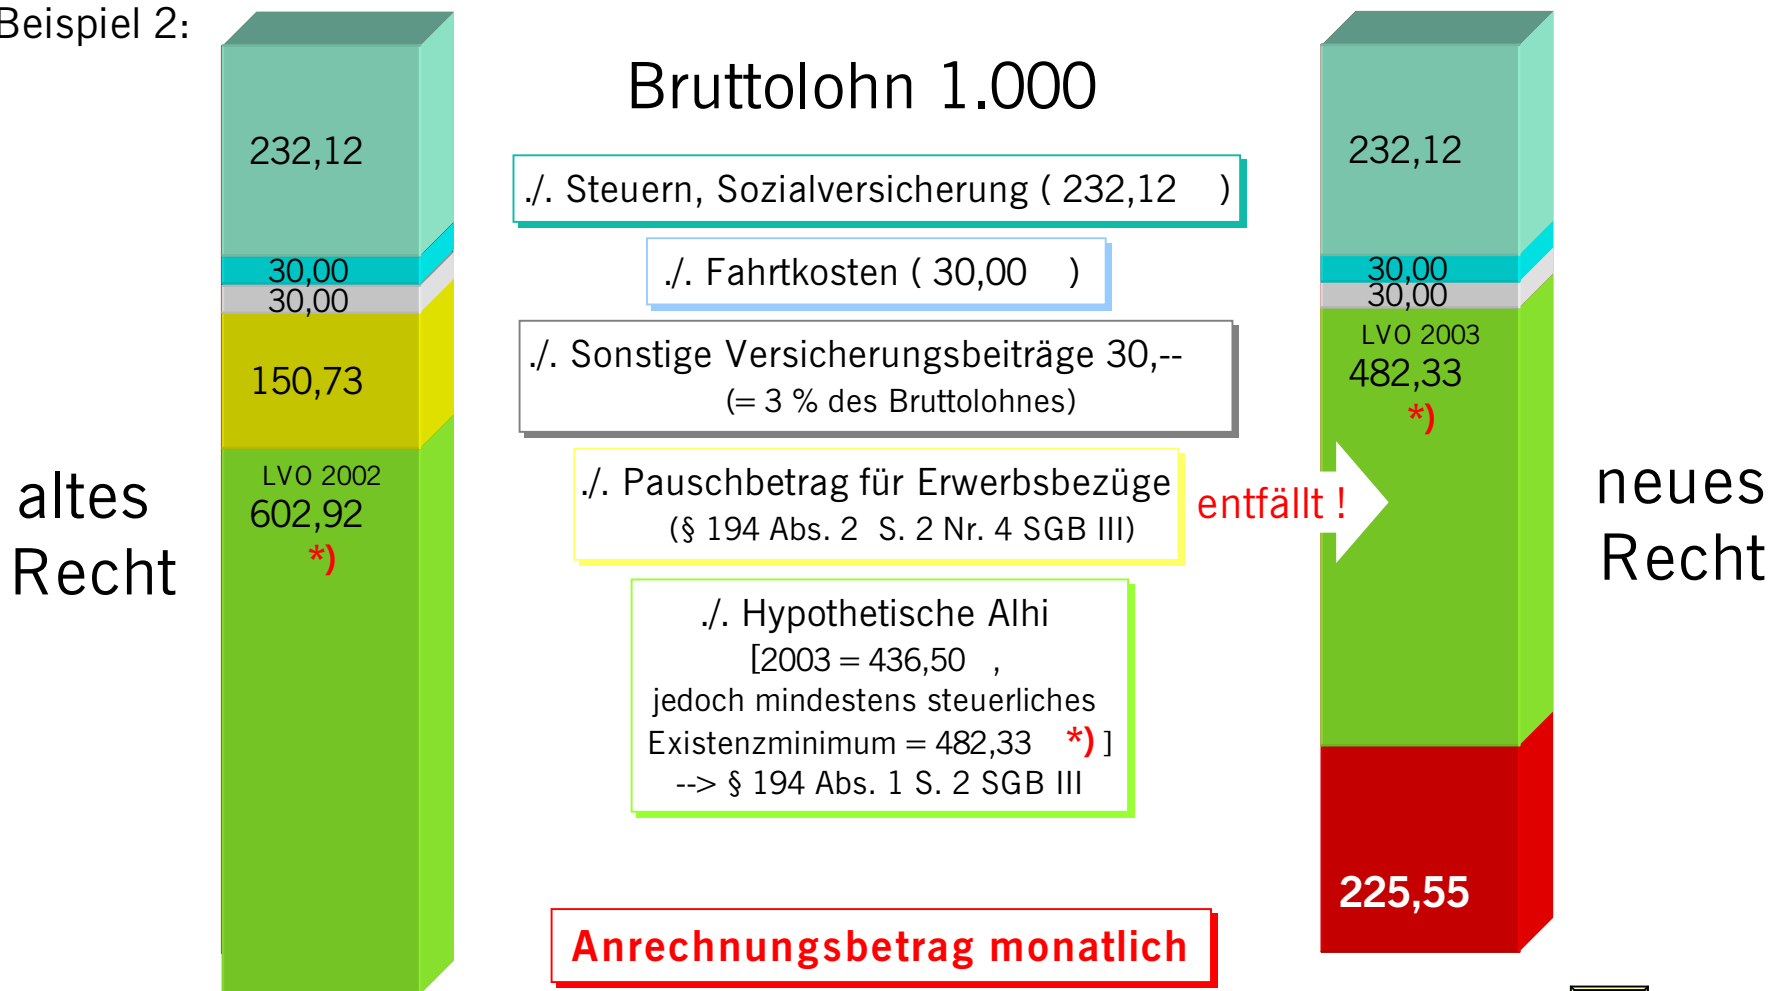 Beispiel 2:
Bruttolohn 1.000
232,12
30,00
30,00
150,73
LVO 2002
602,92
*)
altes
Recht
./. Steuern, Sozialversicherung ( 232,12 )
./. Fahrtkosten ( 30,00 )
./. Sonstige Versicherungsbeiträge 30,--
(= 3 % des Bruttolohnes)
./. Pauschbetrag für Erwerbsbezüge
(§ 194 Abs. 2 S. 2 Nr. 4 SGB III)
entfällt !
./. Hypothetische Alhi
[2003 = 436,50 ,
jedoch mindestens steuerliches
Existenzminimum = 482,33 *) ]
--> § 194 Abs. 1 S. 2 SGB III
Anrechnungsbetrag monatlich
232,12
30,00
30,00
LVO 2003
482,33
*)
225,55
neues
Recht